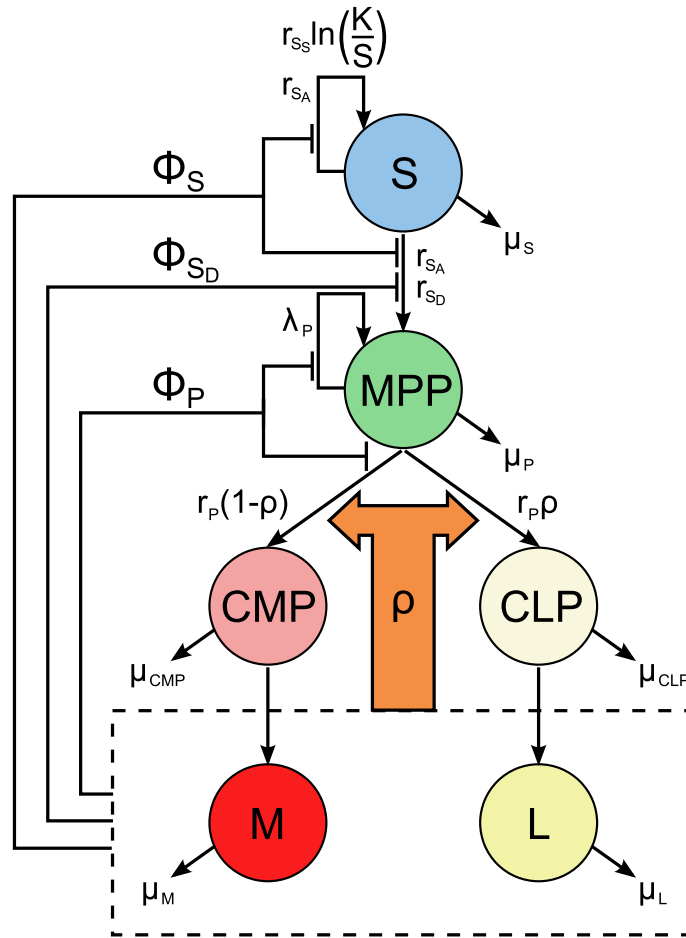 r_{S_S} ln(K/S)
r_{S_A}
S
Φ_S
μ_S
r_{S_A}
Φ_{S_D}
r_{S_D}
λ_P
Φ_P
MPP
μ_P
r_P(1-ρ)
r_Pρ
CMP
ρ
CLP
μ_{CMP}
μ_{CLP}
M
L
μ_M
μ_L